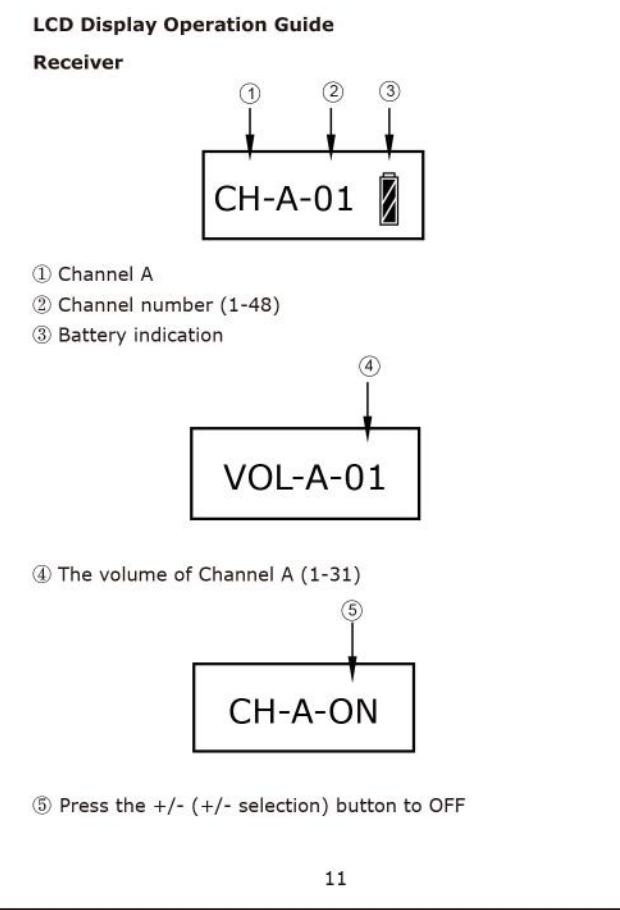 LCD Display Operation Guide
Receiver
① ② ③
CH-A-01
① Channel A
② Channel number (1-48)
③ Battery indication
④
VOL-A-01
④ The volume of Channel A (1-31)
⑤
CH-A-ON
⑤ Press the +/- (+/- selection) button to OFF
11